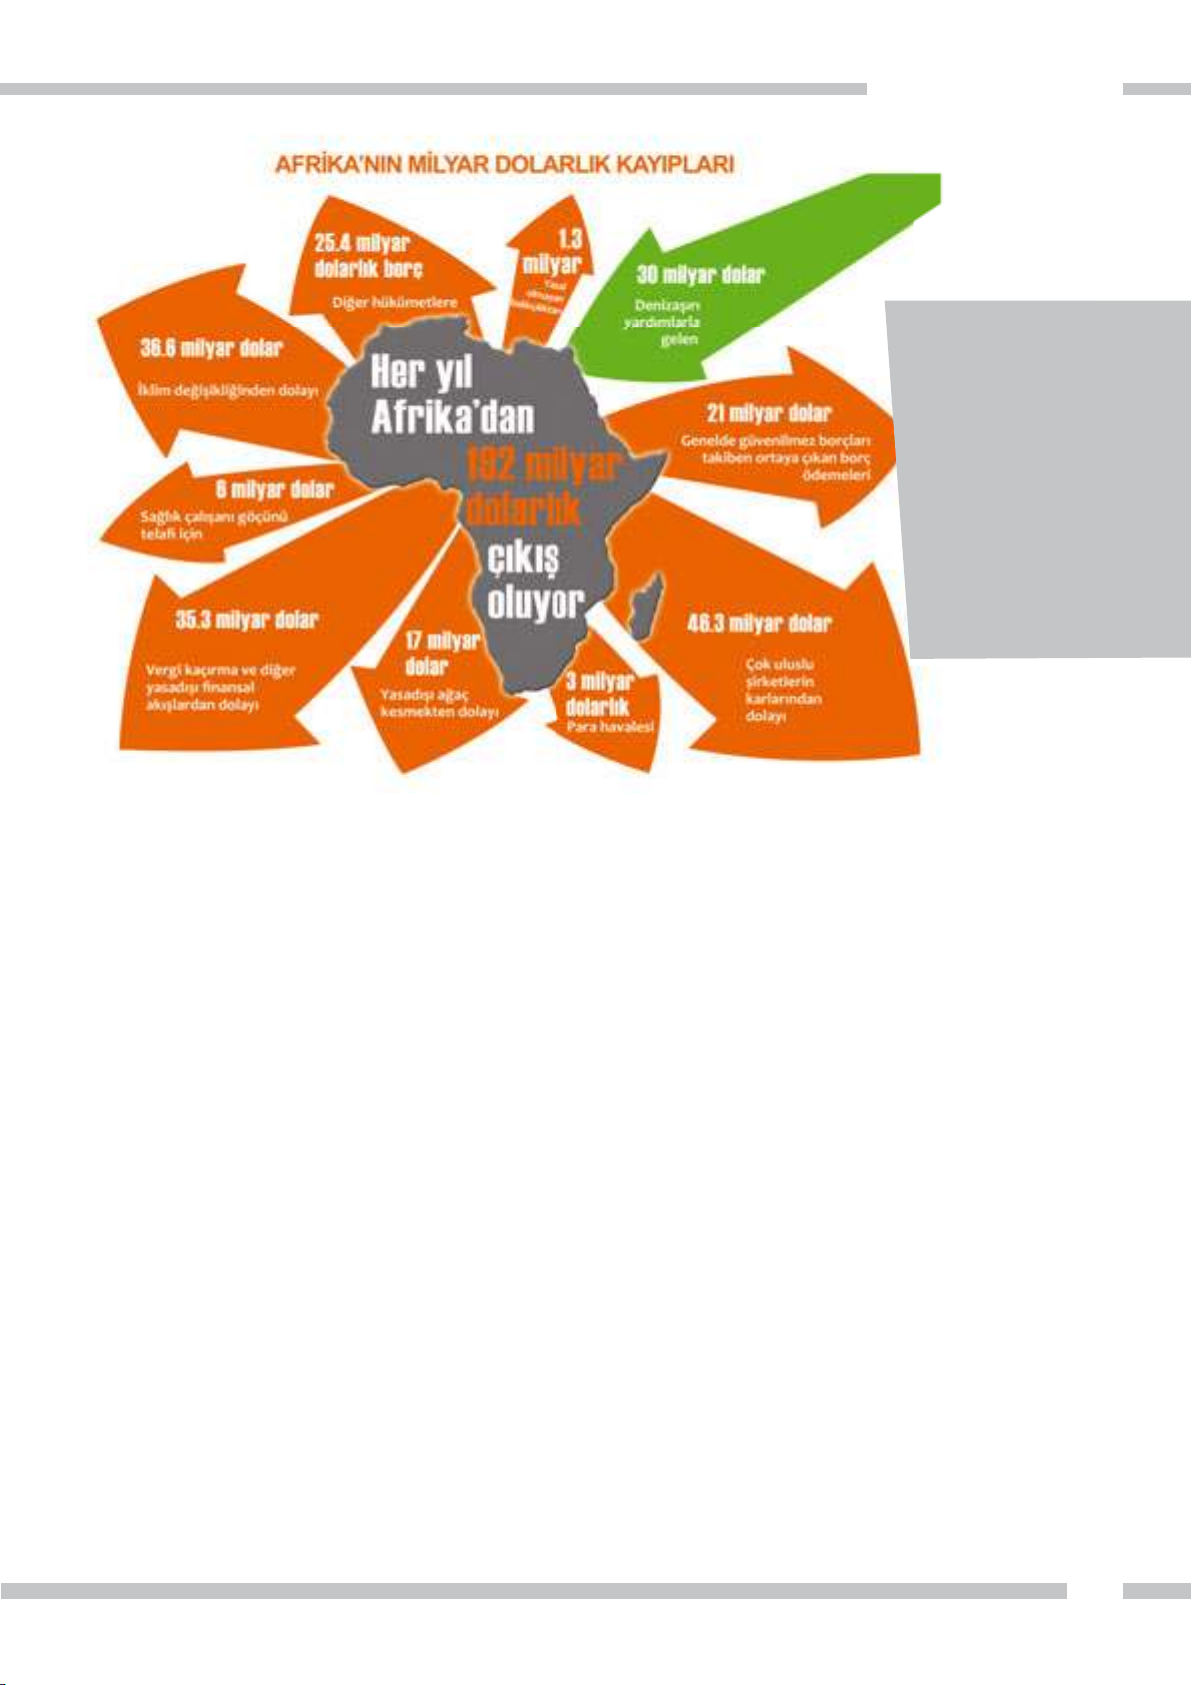 AFRİKA'NIN MİLYAR DOLARLIK KAYIPLARI
25.4 milyar
dolarlık borç
Diğer hükümetlere
1.3
milyar
30 milyar dolar
Denizaşırı
yardımlarla
gelen
36.6 milyar dolar
İklim değişikliğinden dolayı
Her yıl
Afrika'dan
192 milyar
dolarlık
çıkış
oluyor
21 milyar dolar
Genelde güvenilmez borçları
takiben ortaya çıkan borç
ödemeleri
6 milyar dolar
Sağlık çalışanı göçünü
telafi için
35.3 milyar dolar
Vergi kaçırma ve diğer
yasadışı finansal
akışlardan dolayı
17 milyar
dolar
Yasadışı ağaç
kesmekten dolayı
3 milyar
dolarlık
Para havalesi
46.3 milyar dolar
Çok uluslu
şirketlerin
karlarından
dolayı